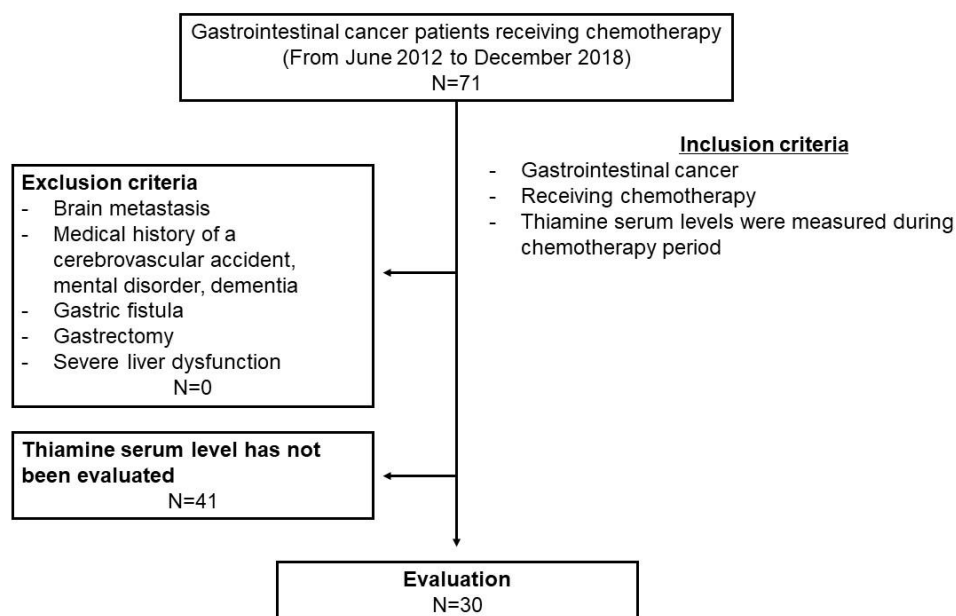 Gastrointestinal cancer patients receiving chemotherapy
(From June 2012 to December 2018)
N=71
Inclusion criteria
- Gastrointestinal cancer
- Receiving chemotherapy
- Thiamine serum levels were measured during
chemotherapy period
Exclusion criteria
- Brain metastasis
- Medical history of a
cerebrovascular accident,
mental disorder, dementia
- Gastric fistula
- Gastrectomy
- Severe liver dysfunction
N=0
Thiamine serum level has not
been evaluated
N=41
Evaluation
N=30